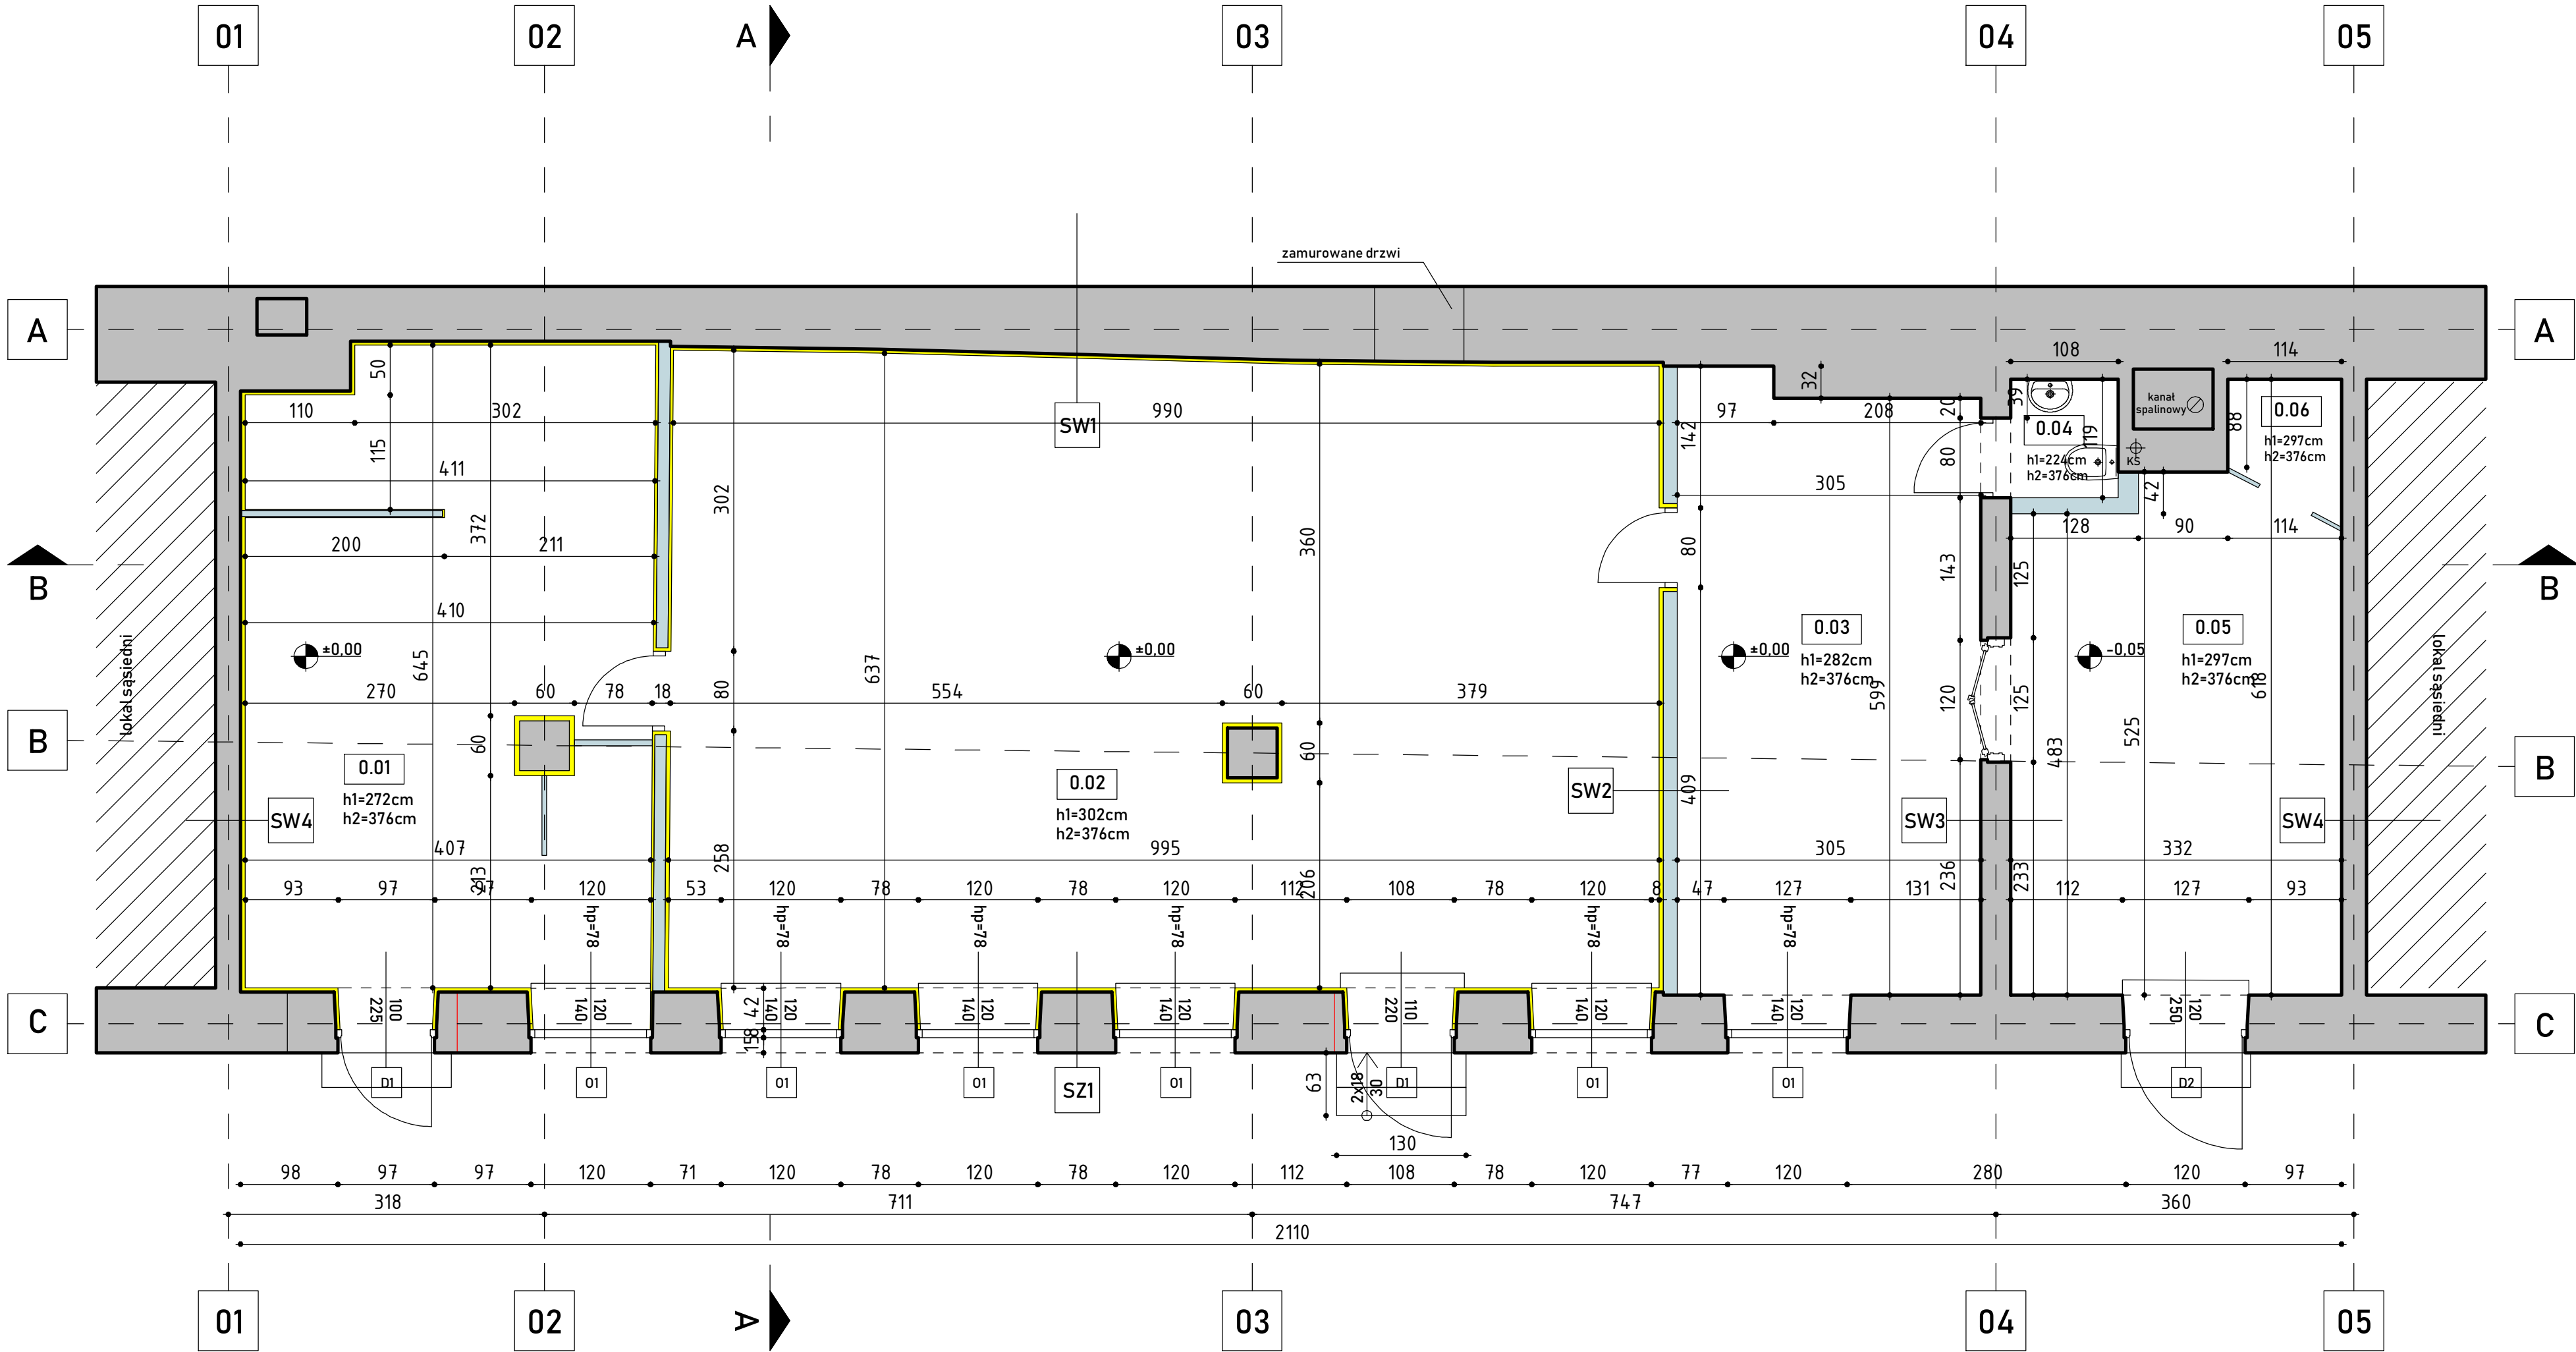 01 02 A 03 04 05
zamurowane drzwi
A A
108 114
50 32 39
kanał
spalinowy
0.06
110 302 990 97 208 20
SW1 142 0.04 119 88
h1=297cm
h2=376cm
115 411 80
h1=224cm
h2=376cm
KS
302 305 42
200 211 372 360 80 128 90 114
143 125
B B
410
lokal sąsiedni lokal sąsiedni
0.03 0.05
±0,00 ±0,00 ±0,00 -0,05
h1=282cm
h2=376cm
h1=297cm
h2=376cm
645 637 599 618
270 60 78 18 80 554 60 379 120 125
B 60 60 483 525 B
0.01
h1=272cm
h2=376cm
0.02
h1=302cm
h2=376cm
SW2 409
SW4 SW3 SW4
407 258 995 305 332
213 206 236 233
93 97 97 120 53 120 78 120 78 120 112 108 78 120 8 47 127 131 112 127 93
hp=78 hp=78 hp=78 hp=78 hp=78 hp=78
C C
100
225
120
140
42
120
140
120
140
120
140
110
220
120
140
120
140
120
250
158
D1 O1 O1 O1 SZ1 O1 63 2x18 30 D1 O1 O1 D2
130
98 97 97 120 71 120 78 120 78 120 112 108 78 120 77 120 280 120 97
318 711 747 360
2110
01 02 A 03 04 05